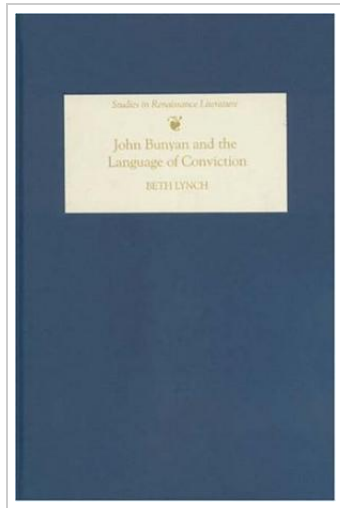 Studies in Renaissance Literature
John Bunyan and the
Language of Conviction
BETH LYNCH